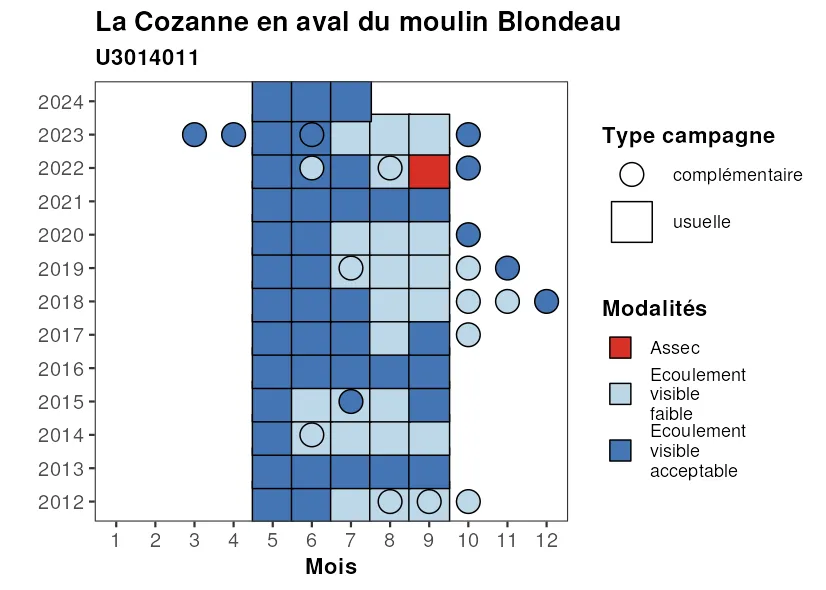 La Cozanne en aval du moulin Blondeau
U3014011
2024
2023
2022
2021
2020
2019
2018
2017
2016
2015
2014
2013
2012
1 2 3 4 5 6 7 8 9 10 11 12
Mois
Type campagne
complémentaire
usuelle
Modalités
Assec
Ecoulement
visible
faible
Ecoulement
visible
acceptable